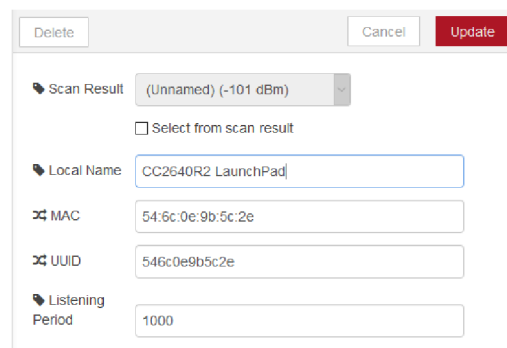 Delete Cancel Update
Scan Result (Unnamed) (-101 dBm)
Select from scan result
Local Name CC2640R2 LaunchPad
MAC 54:6c:0e:9b:5c:2e
UUID 546c0e9b5c2e
Listening
Period 1000